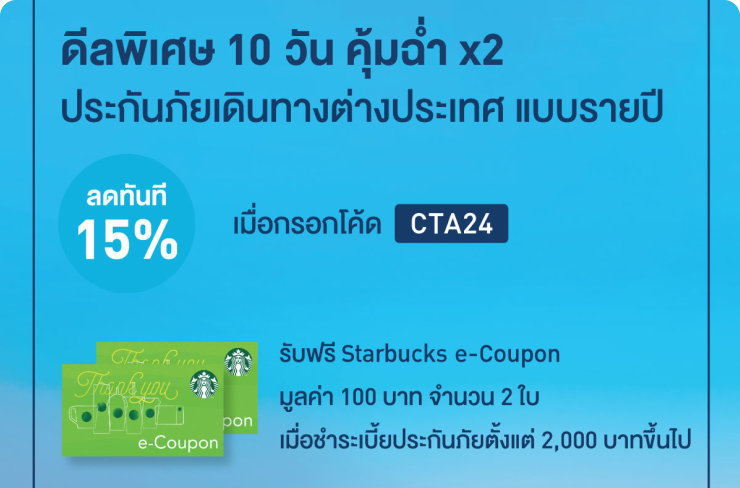 ดีลพิเศษ 10 วัน คุ้มฉ่ำ x2
ประกันภัยเดินทางต่างประเทศ แบบรายปี
ลดทันที
15%
เมื่อกรอกโค้ด CTA24
Thank you
Thank you
pon
e-Coupon
รับฟรี Starbucks e-Coupon
มูลค่า 100 บาท จำนวน 2 ใบ
เมื่อชำระเบี้ยประกันภัยตั้งแต่ 2,000 บาทขึ้นไป